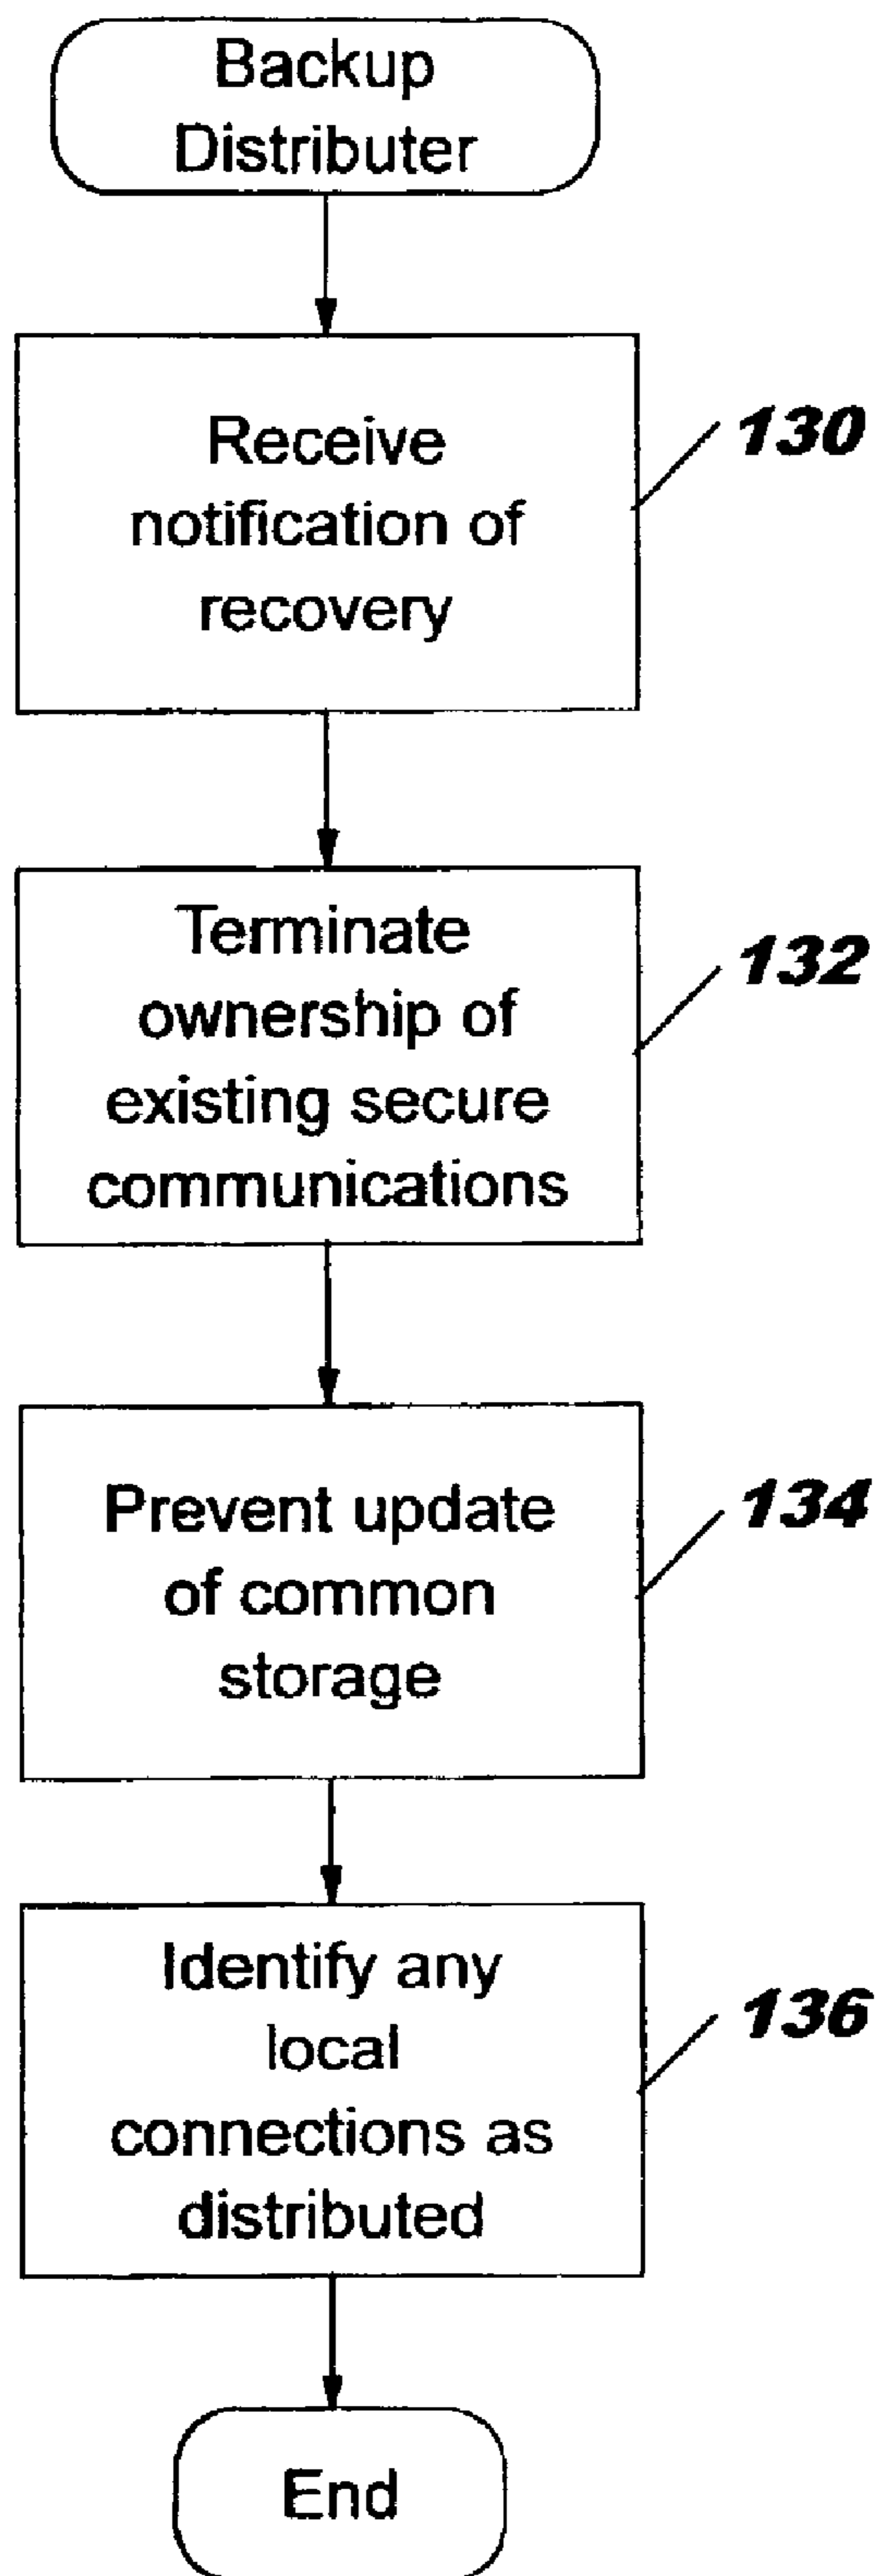 Backup
Distributer
Receive
notification of
recovery
130
Terminate
ownership of
existing secure
communications
132
Prevent update
of common
storage
134
Identify any
local
connections as
distributed
136
End